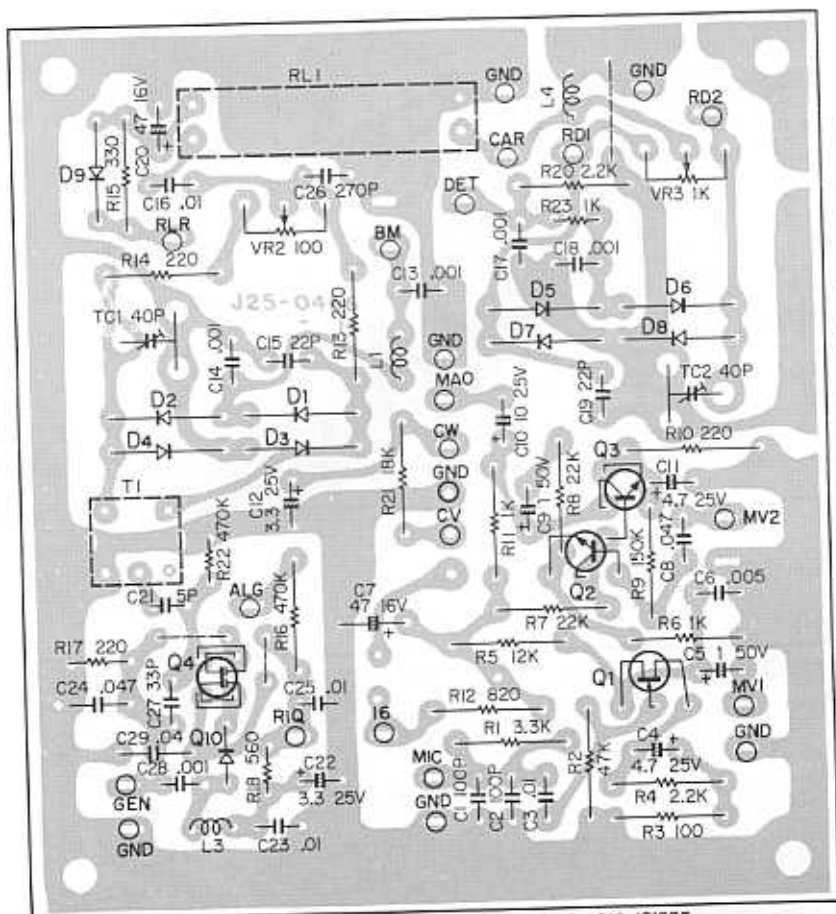 RL1
GND
L4
GND
RD2
CAR
RD1
47 16V
C20
R15 330
D9
C16 .01
C26 270P
DET
R20 2.2K
VR3 1K
R23 1K
RLR
VR2 100
BM
C17 .001
C18 .001
R14 220
C13 .001
J25-04
D5
D6
TC1 40P
R13 220
D7
D8
C14 .001
C15 22P
L1
GND
MAO
C19 22P
TC2 40P
D2
D1
C10 10 25V
D4
D3
CW
Q3
R10 220
T1
C12
3.3 25V
R21 18K
GND
R8 22K
C11
4.7 25V
R22 470K
CV
R11 1K
C9 1 50V
MV2
R9 150K
C8 .047
C21 5P
ALG
R16 470K
C7
47 16V
Q2
C6 .005
R7 22K
R17 220
Q4
R5 12K
R6 1K
C24 .047
C27 33P
C25 .01
Q1
C5 1 50V
R12 820
MV1
C29 .04
Q10
R1Q
16
R1 3.3K
R2 47K
C4
4.7 25V
GND
C28 .001
R18 560
C22
3.3 25V
MIC
R4 2.2K
GEN
C1 100P
C2 100P
C3 .01
GND
R3 100
GND
L3
C23 .01